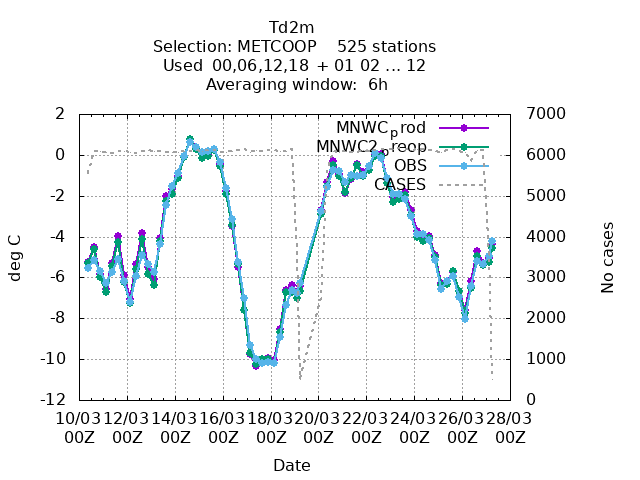 Td2m
Selection: METCOOP 525 stations
Used 00,06,12,18 + 01 02 ... 12
Averaging window: 6h
2
0
-2
-4
-6
-8
-10
-12
7000
6000
5000
4000
3000
2000
1000
0
MNWC_prod
MNWC2_preop
OBS
CASES
deg C
No cases
10/03 12/03 14/03 16/03 18/03 20/03 22/03 24/03 26/03 28/03
00Z 00Z 00Z 00Z 00Z 00Z 00Z 00Z 00Z 00Z
Date